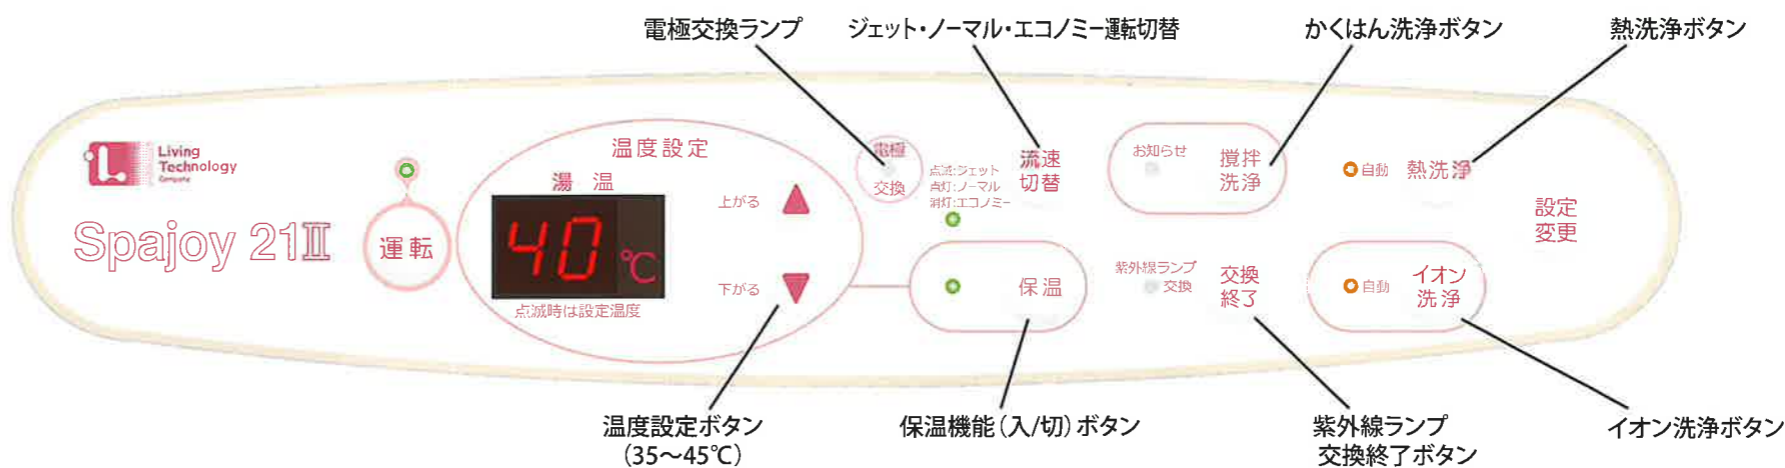 電極交換ランプ
ジェット・ノーマル・エコノミー運転切替
かくはん洗浄ボタン
熱洗浄ボタン
Living
Technology
Company
Spajoy 21Ⅱ
運転
温度設定
湯 温
40℃
点滅時は設定温度
上がる
下がる
電極
交換
点滅:ジェット
点灯:ノーマル
消灯:エコノミー
流速
切替
保温
お知らせ
撹拌
洗浄
紫外線ランプ
交換
交換
終了
自動
熱洗浄
自動
イオン
洗浄
設定
変更
温度設定ボタン
(35〜45℃)
保温機能(入/切)ボタン
紫外線ランプ
交換終了ボタン
イオン洗浄ボタン